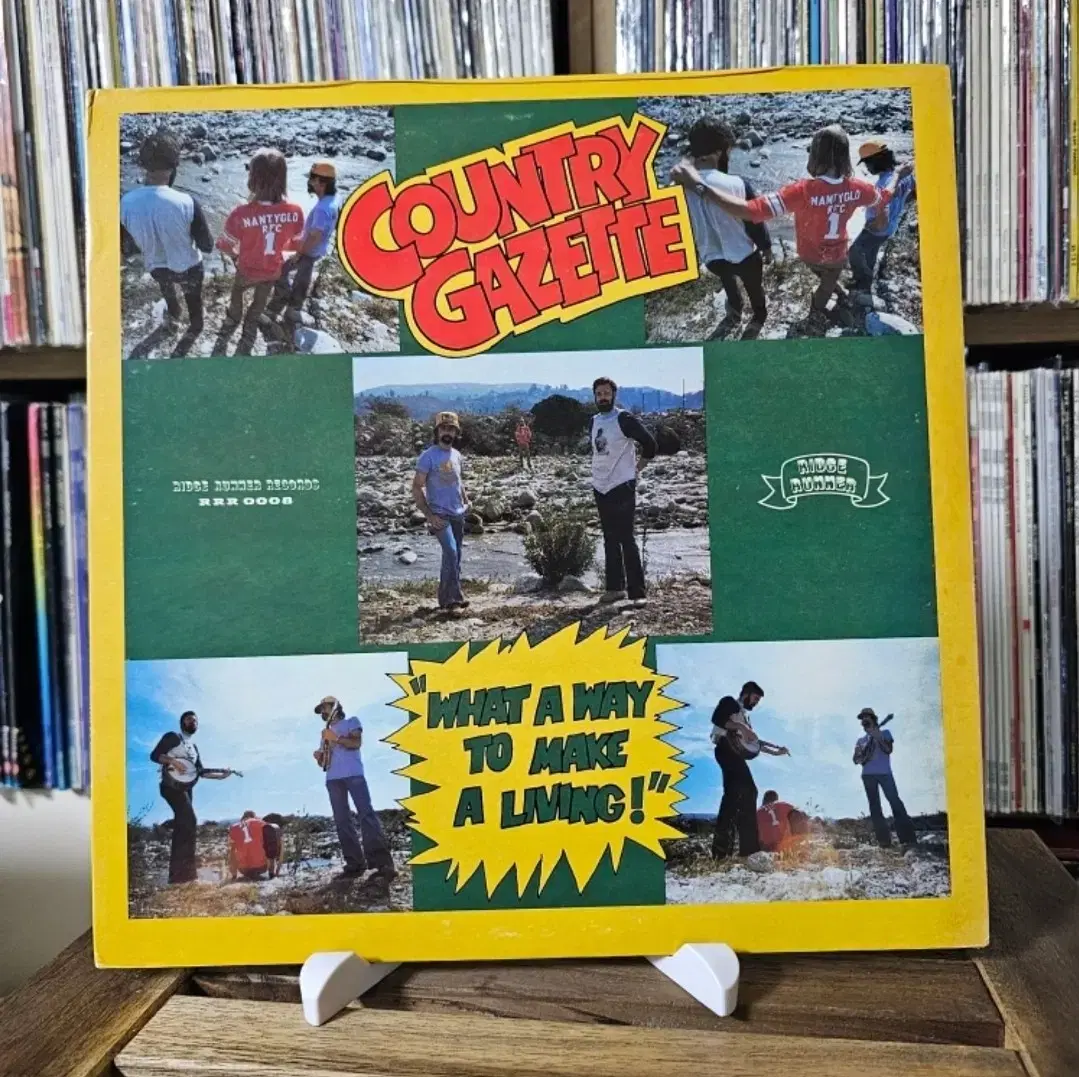 COUNTRY
GAZETTE
NANTYGLO
RFC
1
NANTYGLO
RFC
1
RIDGE RUNNER RECORDS
RRR 0008
RIDGE
RUNNER
"WHAT A WAY
TO MAKE
A LIVING!"
1
1